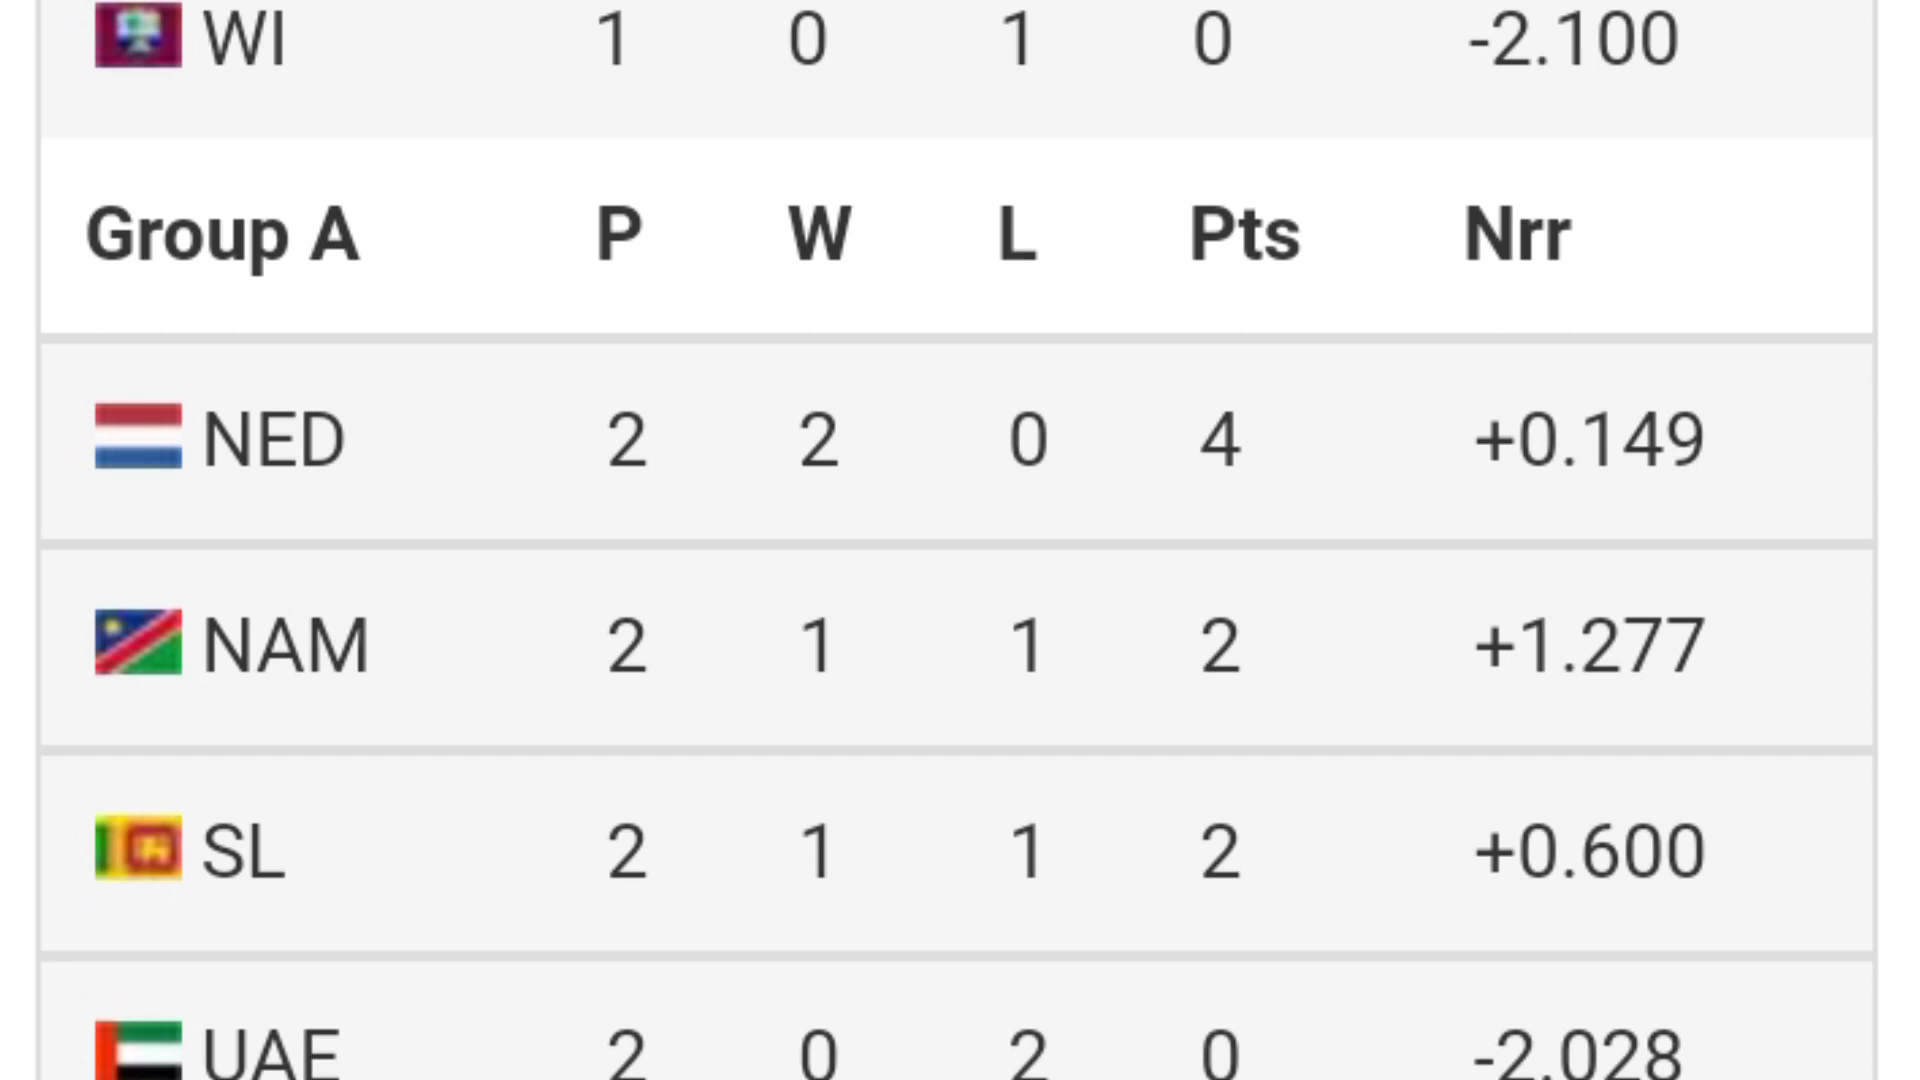 WI 1 0 1 0 -2.100
Group A P W L Pts Nrr
NED 2 2 0 4 +0.149
NAM 2 1 1 2 +1.277
SL 2 1 1 2 +0.600
UAE 2 0 2 0 -2.028